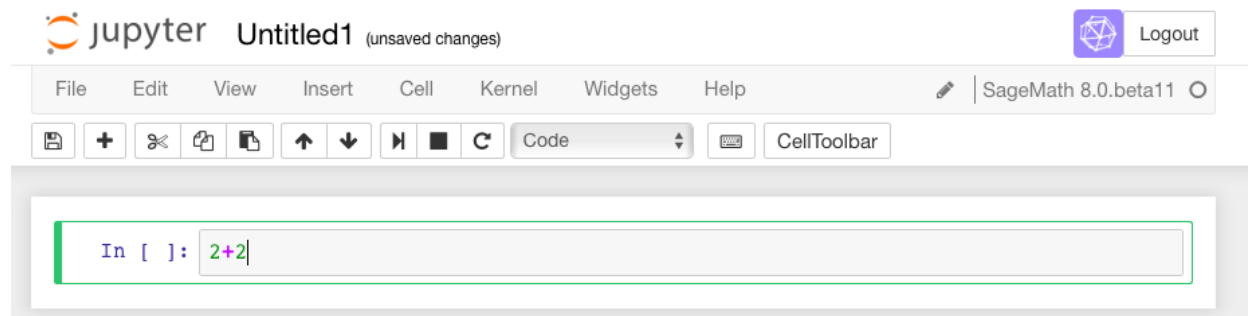 jupyter Untitled1 (unsaved changes) Logout
File Edit View Insert Cell Kernel Widgets Help SageMath 8.0.beta11
Code CellToolbar
In [ ]: 2+2